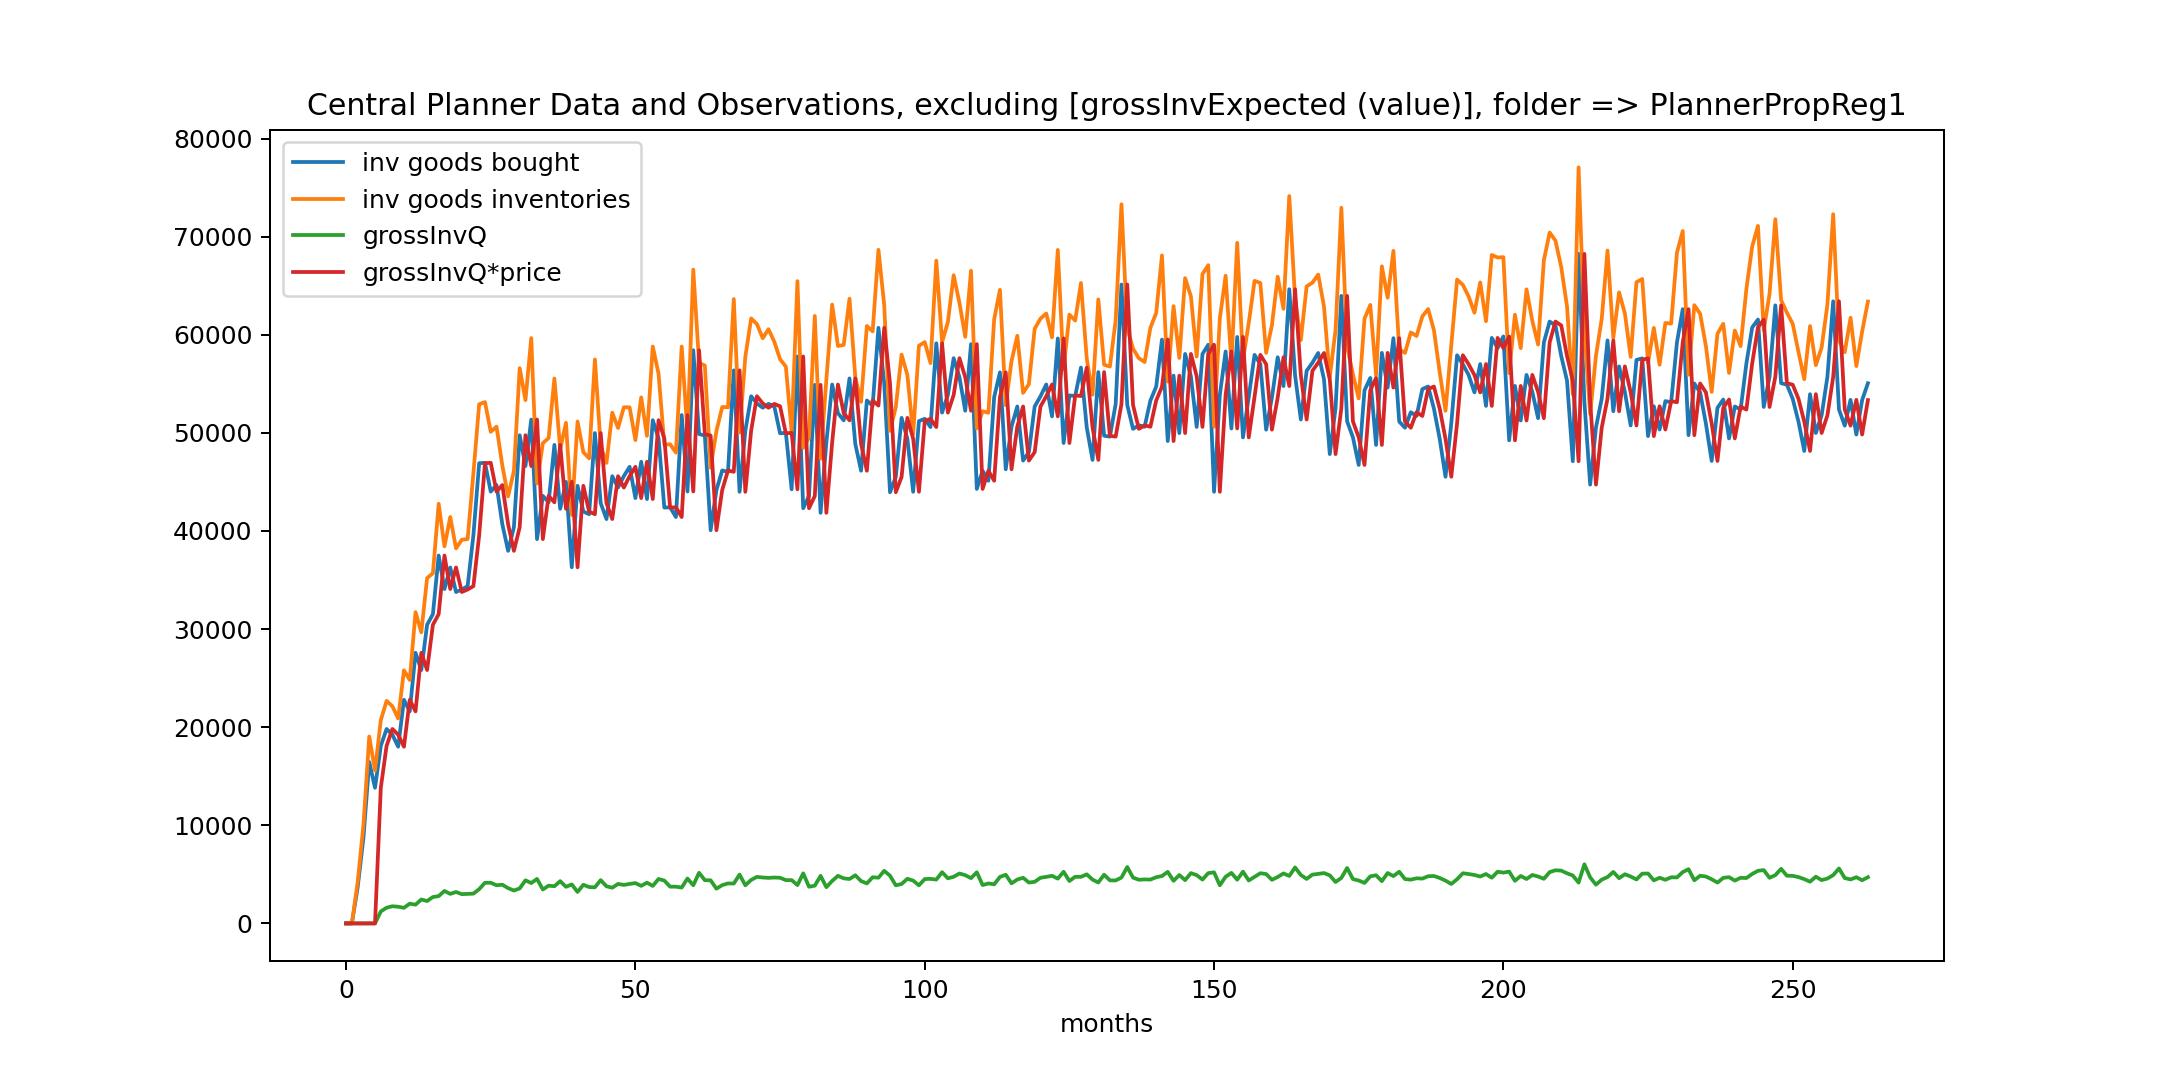 Central Planner Data and Observations, excluding [grossInvExpected (value)], folder => PlannerPropReg1
80000
70000
60000
50000
40000
30000
20000
10000
0
inv goods bought
inv goods inventories
grossInvQ
grossInvQ*price
0
50
100
150
200
250
months